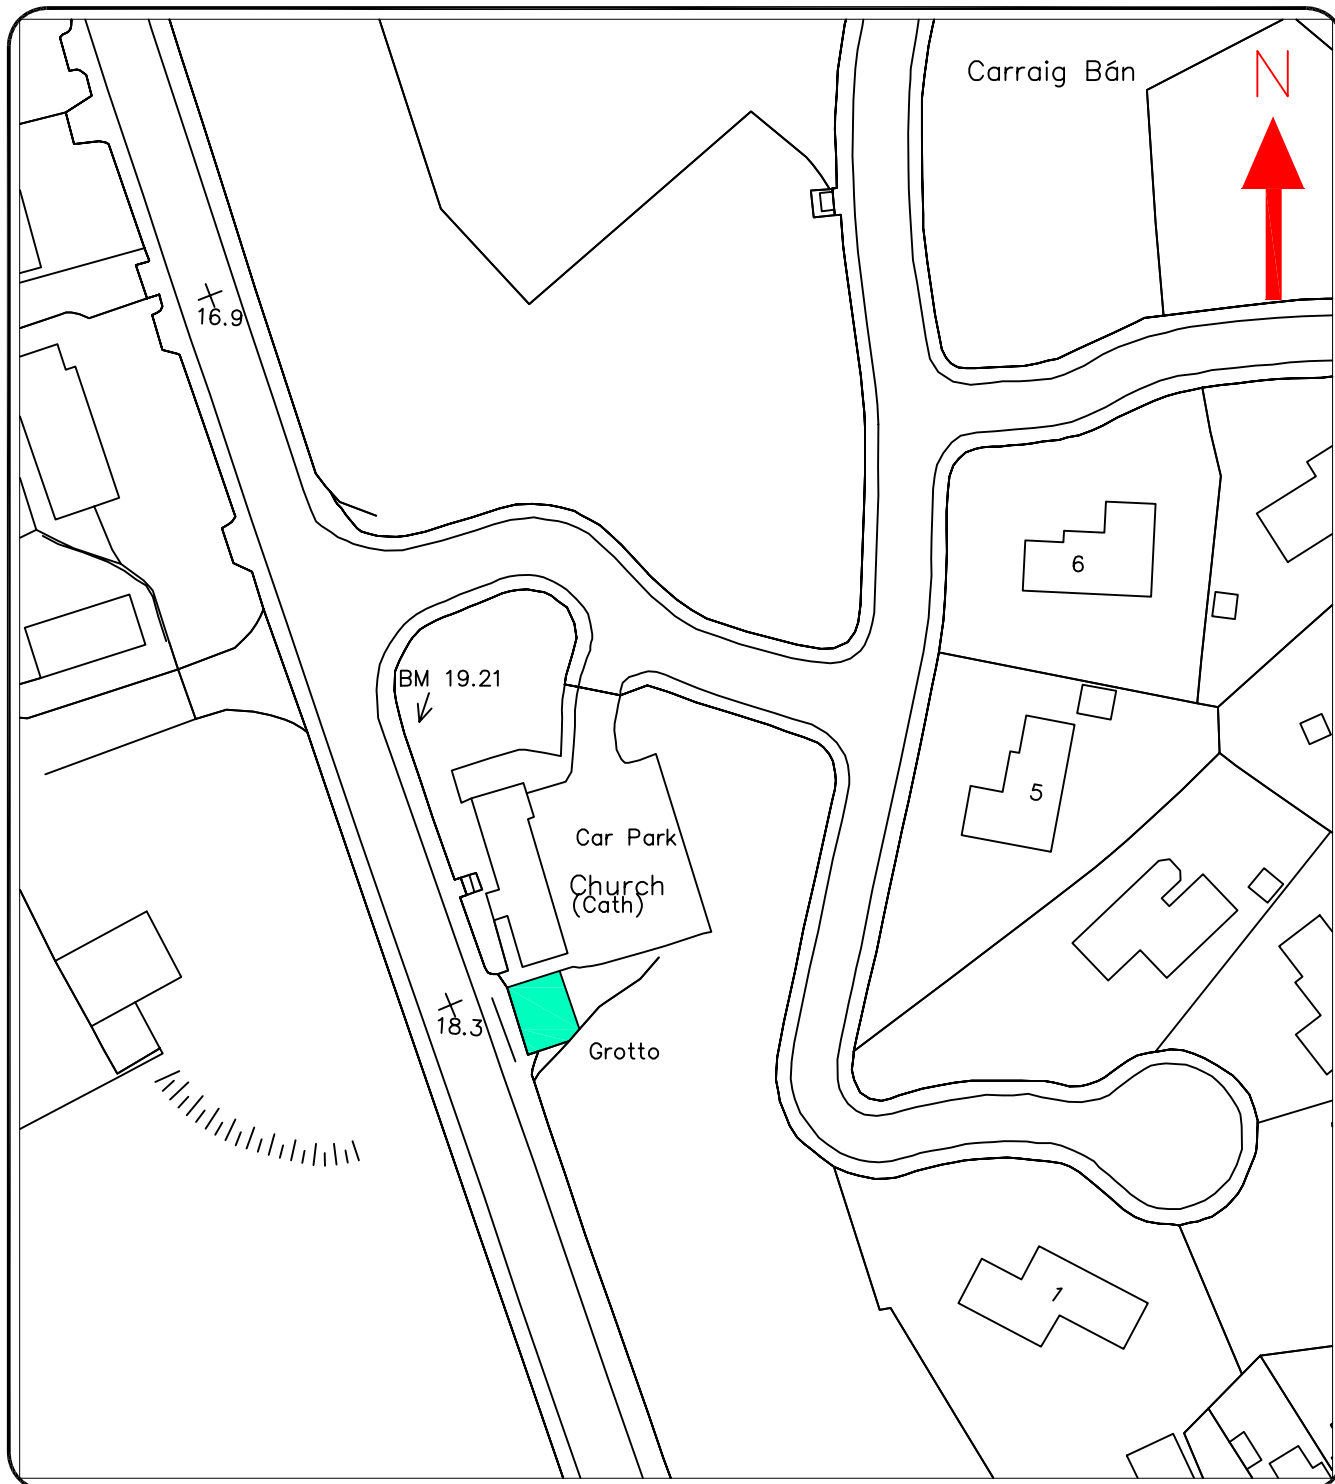 Carraig Bán
N
16.9
6
BM 19.21
5
Car Park
Church
(Cath)
18.3
Grotto
1